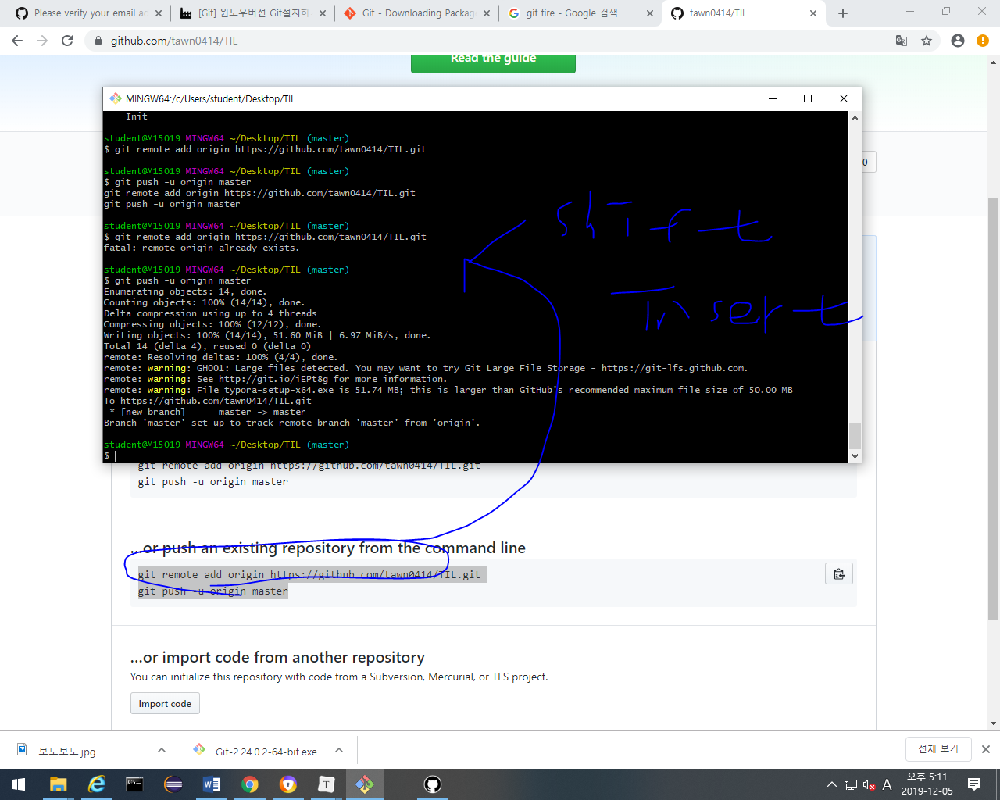 Please verify your email ad
[Git] 윈도우버전 Git설치하
Git - Downloading Package
git fire - Google 검색
tawn0414/TIL
github.com/tawn0414/TIL
Read the guide
MINGW64:/c/Users/student/Desktop/TIL
Init
student@M15019 MINGW64 ~/Desktop/TIL (master)
$ git remote add origin https://github.com/tawn0414/TIL.git
student@M15019 MINGW64 ~/Desktop/TIL (master)
$ git push -u origin master
git remote add origin https://github.com/tawn0414/TIL.git
git push -u origin master
student@M15019 MINGW64 ~/Desktop/TIL (master)
$ git remote add origin https://github.com/tawn0414/TIL.git
fatal: remote origin already exists.
student@M15019 MINGW64 ~/Desktop/TIL (master)
$ git push -u origin master
Enumerating objects: 14, done.
Counting objects: 100% (14/14), done.
Delta compression using up to 4 threads
Compressing objects: 100% (12/12), done.
Writing objects: 100% (14/14), 51.60 MiB | 6.97 MiB/s, done.
Total 14 (delta 4), reused 0 (delta 0)
remote: Resolving deltas: 100% (4/4), done.
remote: warning: GH001: Large files detected. You may want to try Git Large File Storage - https://git-lfs.github.com.
remote: warning: See http://git.io/iEPt8g for more information.
remote: warning: File typora-setup-x64.exe is 51.74 MB; this is larger than GitHub's recommended maximum file size of 50.00 MB
To https://github.com/tawn0414/TIL.git
* [new branch] master -> master
Branch 'master' set up to track remote branch 'master' from 'origin'.
student@M15019 MINGW64 ~/Desktop/TIL (master)
$
shift
Insert
0
git remote add origin https://github.com/tawn0414/TIL.git
git push -u origin master
...or push an existing repository from the command line
git remote add origin https://github.com/tawn0414/TIL.git
git push -u origin master
...or import code from another repository
You can initialize this repository with code from a Subversion, Mercurial, or TFS project.
Import code
보노보노.jpg
Git-2.24.0.2-64-bit.exe
전체 보기
A
오후 5:11
2019-12-05